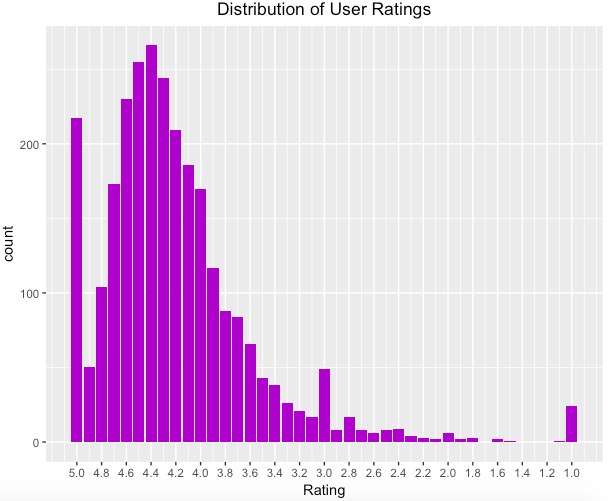 Distribution of User Ratings
count
200
100
0
5.0 4.8 4.6 4.4 4.2 4.0 3.8 3.6 3.4 3.2 3.0 2.8 2.6 2.4 2.2 2.0 1.8 1.6 1.4 1.2 1.0
Rating